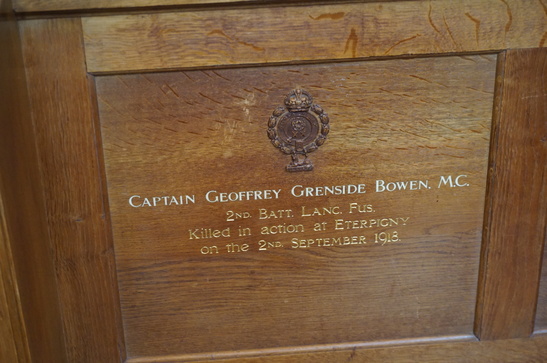 CAPTAIN GEOFFREY GRENSIDE BOWEN. M.C.
2ND. BATT. LANC. FUS.
Killed in action at ETERPIGNY
on the 2ND SEPTEMBER 1918.